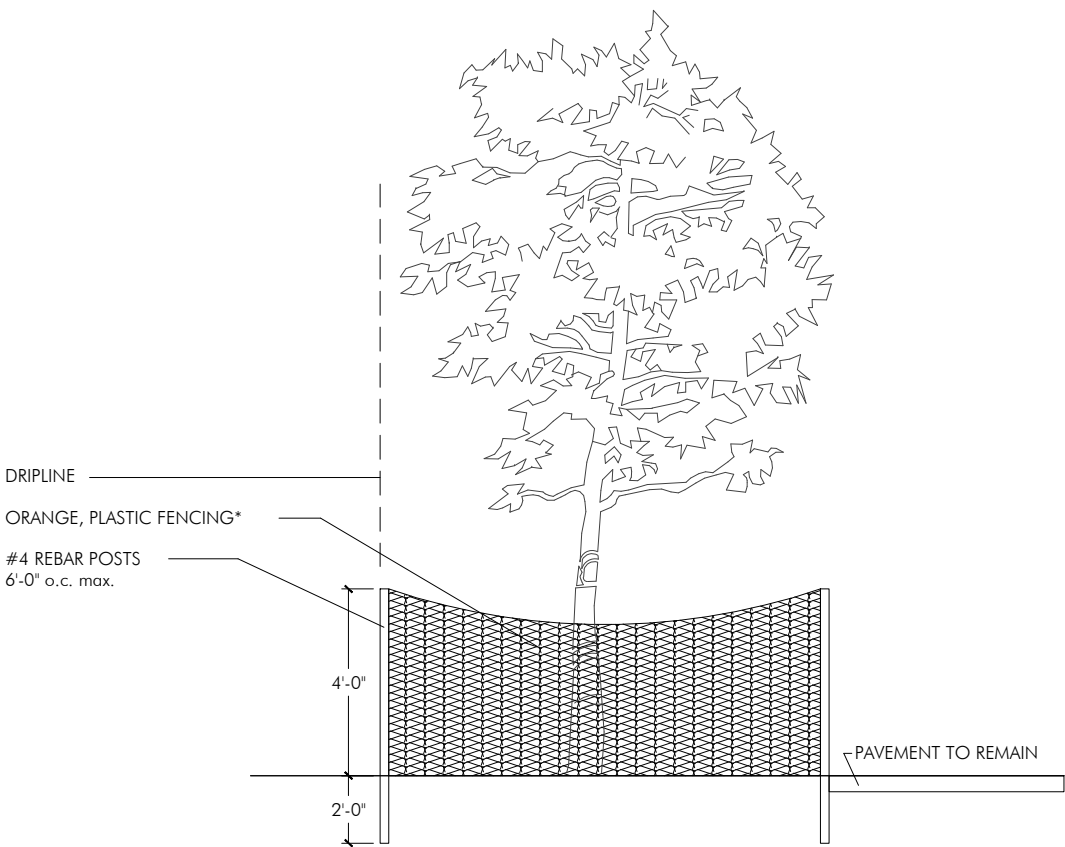 DRIPLINE
ORANGE, PLASTIC FENCING*
#4 REBAR POSTS
6'-0" o.c. max.
4'-0"
PAVEMENT TO REMAIN
2'-0"